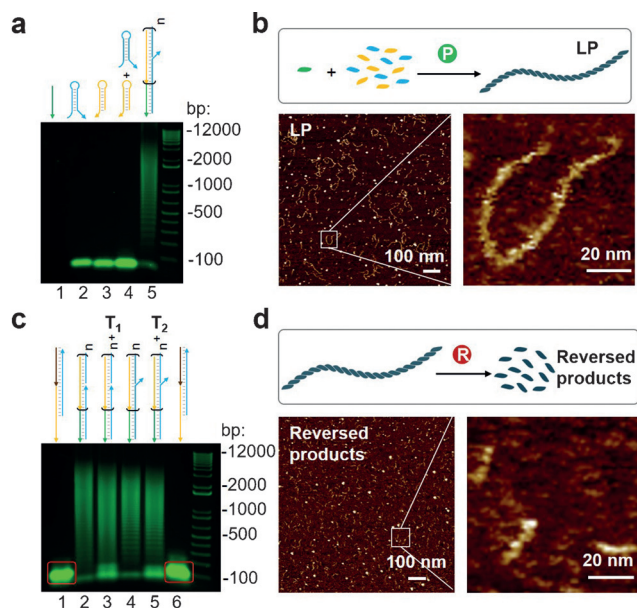 a
n
+
bp:
-12000
-2000
-1000
-500
-100
1 2 3 4 5
b
P
LP
+
LP
100 nm
20 nm
c
T1
T2
n n+ n n+
bp:
-12000
-2000
-1000
-500
-100
1 2 3 4 5 6
d
R
Reversed
products
Reversed
products
100 nm
20 nm